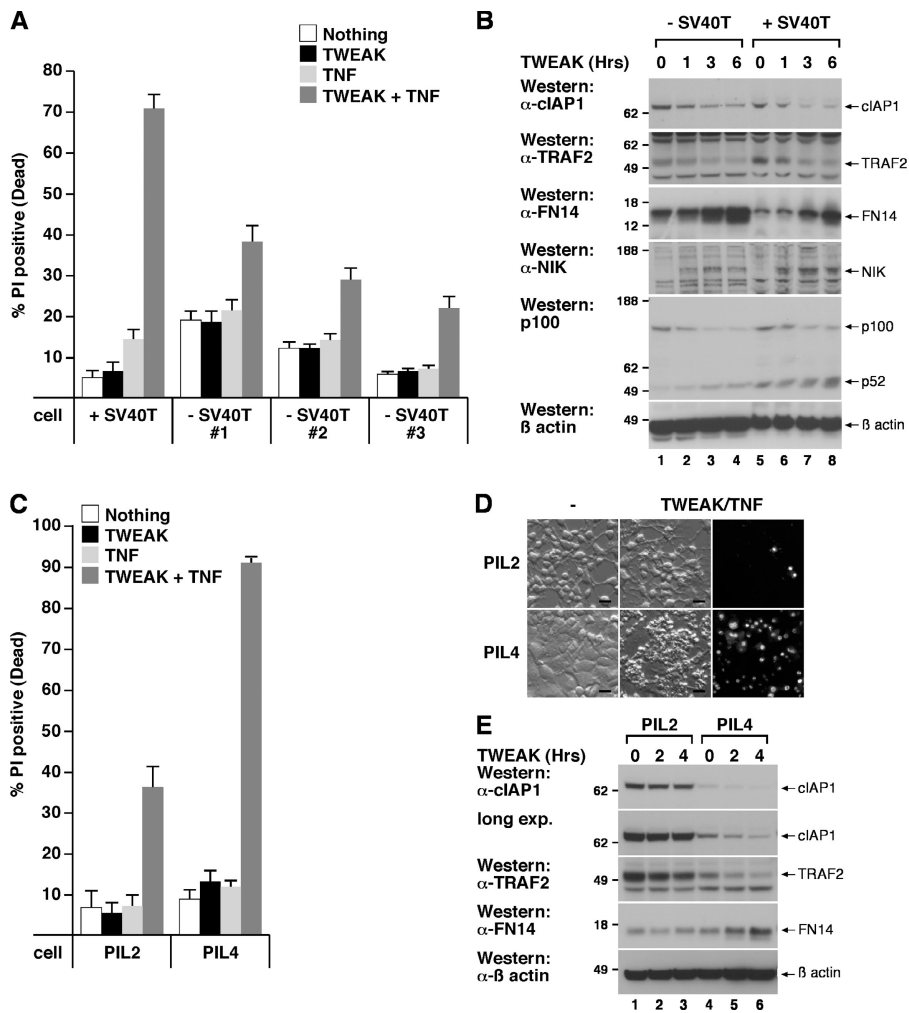 A
Nothing
TWEAK
TNF
TWEAK + TNF
% PI positive (Dead)
80
70
60
50
40
30
20
10
cell
+ SV40T
- SV40T #1
- SV40T #2
- SV40T #3
B
- SV40T + SV40T
TWEAK (Hrs) 0 1 3 6 0 1 3 6
Western: α-cIAP1
62
cIAP1
Western: α-TRAF2
62
49
TRAF2
Western: α-FN14
18
12
FN14
Western: α-NIK
188
NIK
Western: p100
188
62
49
p100
p52
Western: ß actin
49
ß actin
1 2 3 4 5 6 7 8
C
Nothing
TWEAK
TNF
TWEAK + TNF
% PI positive (Dead)
100
90
80
70
60
50
40
30
20
10
cell
PIL2
PIL4
D
- TWEAK/TNF
PIL2
PIL4
E
PIL2 PIL4
TWEAK (Hrs) 0 2 4 0 2 4
Western: α-cIAP1
62
cIAP1
long exp.
62
cIAP1
Western: α-TRAF2
49
TRAF2
Western: α-FN14
18
FN14
Western: α-ß actin
49
ß actin
1 2 3 4 5 6